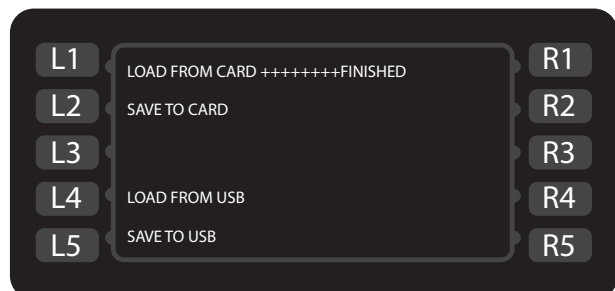 L1
LOAD FROM CARD ++++++++FINISHED
R1
L2
SAVE TO CARD
R2
L3
R3
L4
LOAD FROM USB
R4
L5
SAVE TO USB
R5